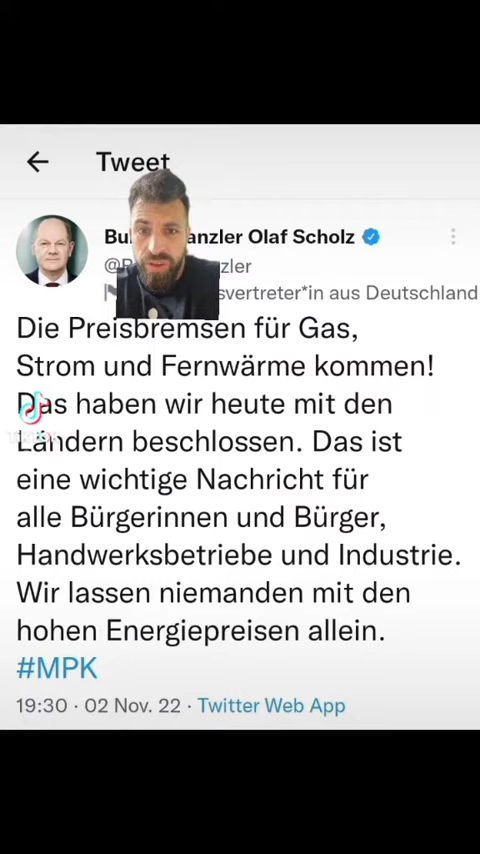 Tweet
Bu anzler Olaf Scholz
@ zler
svertreter*in aus Deutschland
Die Preisbremsen für Gas,
Strom und Fernwärme kommen!
Das haben wir heute mit den
Ländern beschlossen. Das ist
eine wichtige Nachricht für
alle Bürgerinnen und Bürger,
Handwerksbetriebe und Industrie.
Wir lassen niemanden mit den
hohen Energiepreisen allein.
#MPK
19:30 · 02 Nov. 22 · Twitter Web App